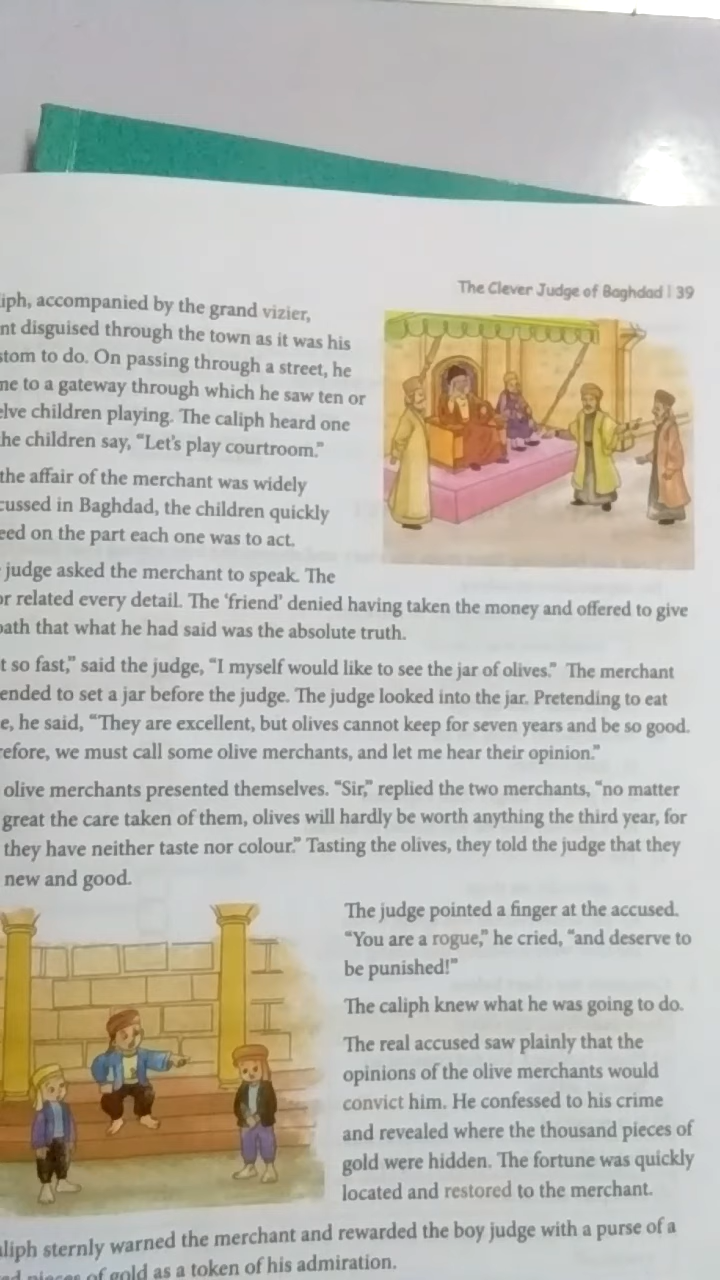 The Clever Judge of Baghdad | 39
iph, accompanied by the grand vizier,
nt disguised through the town as it was his
stom to do. On passing through a street, he
me to a gateway through which he saw ten or
elve children playing. The caliph heard one
he children say, “Let’s play courtroom.”
the affair of the merchant was widely
cussed in Baghdad, the children quickly
eed on the part each one was to act.
judge asked the merchant to speak. The
or related every detail. The ‘friend’ denied having taken the money and offered to give
oath that what he had said was the absolute truth.
t so fast,” said the judge, “I myself would like to see the jar of olives.” The merchant
ended to set a jar before the judge. The judge looked into the jar. Pretending to eat
e, he said, “They are excellent, but olives cannot keep for seven years and be so good.
refore, we must call some olive merchants, and let me hear their opinion.”
olive merchants presented themselves. “Sir,” replied the two merchants, “no matter
great the care taken of them, olives will hardly be worth anything the third year, for
they have neither taste nor colour.” Tasting the olives, they told the judge that they
new and good.
The judge pointed a finger at the accused.
“You are a rogue,” he cried, “and deserve to
be punished!”
The caliph knew what he was going to do.
The real accused saw plainly that the
opinions of the olive merchants would
convict him. He confessed to his crime
and revealed where the thousand pieces of
gold were hidden. The fortune was quickly
located and restored to the merchant.
aliph sternly warned the merchant and rewarded the boy judge with a purse of a
ed pieces of gold as a token of his admiration.